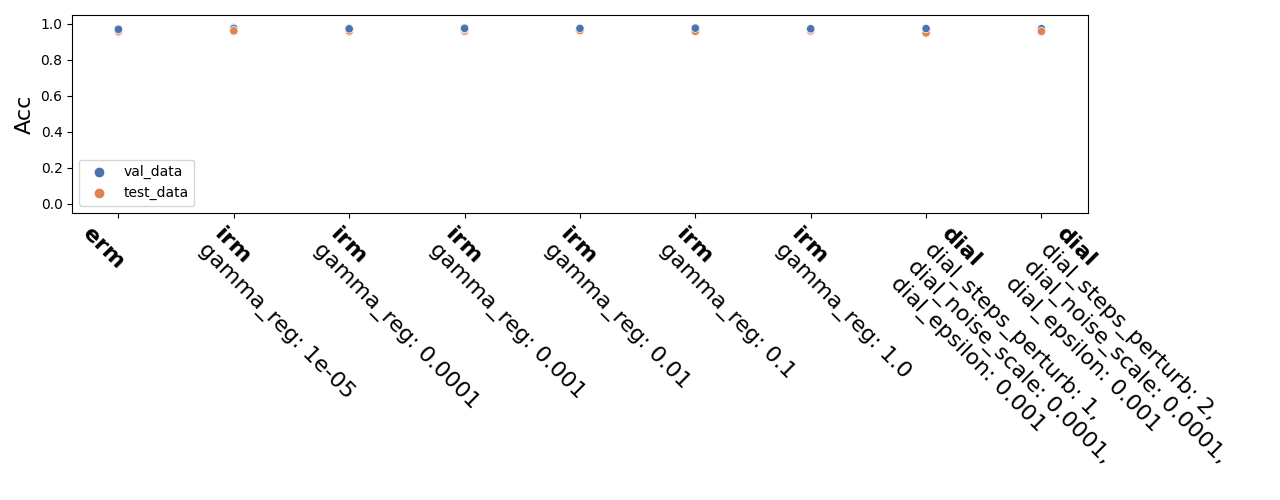 Acc
1.0
0.8
0.6
0.4
0.2
0.0
val_data
test_data
erm
irm
gamma_reg: 1e-05
irm
gamma_reg: 0.0001
irm
gamma_reg: 0.001
irm
gamma_reg: 0.01
irm
gamma_reg: 0.1
irm
gamma_reg: 1.0
dial
dial_steps_perturb: 1,
dial_noise_scale: 0.0001,
dial_epsilon: 0.001
dial
dial_steps_perturb: 2,
dial_noise_scale: 0.0001,
dial_epsilon: 0.001